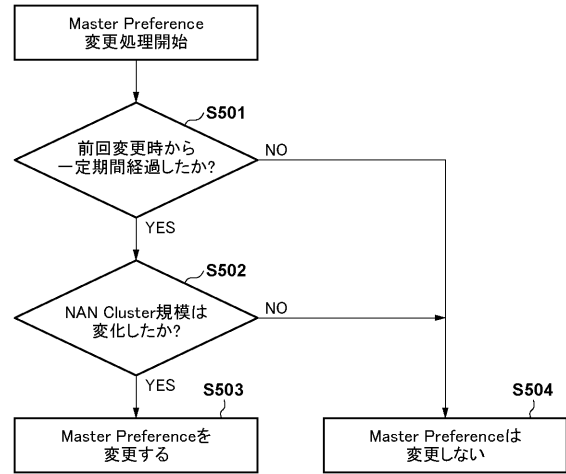 Master Preference
変更処理開始
S501
前回変更時から
一定期間経過したか?
NO
YES
S502
NAN Cluster規模は
変化したか?
NO
YES
S503
Master Preferenceを
変更する
S504
Master Preferenceは
変更しない